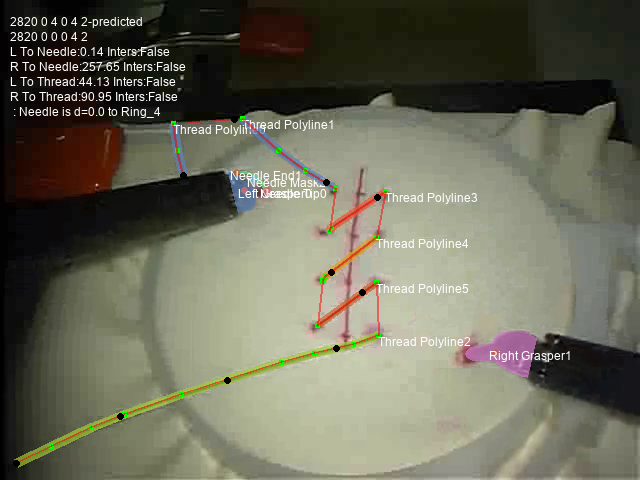 2820 0 4 0 4 2-predicted
2820 0 0 0 4 2
L To Needle:0.14 Inters:False
R To Needle:257.65 Inters:False
L To Thread:44.13 Inters:False
R To Thread:90.95 Inters:False
: Needle is d=0.0 to Ring_4
Thread Polyline1
Needle End1
Needle Mask
Thread Polyline3
Thread Polyline4
Thread Polyline5
Thread Polyline2
Right Grasper1